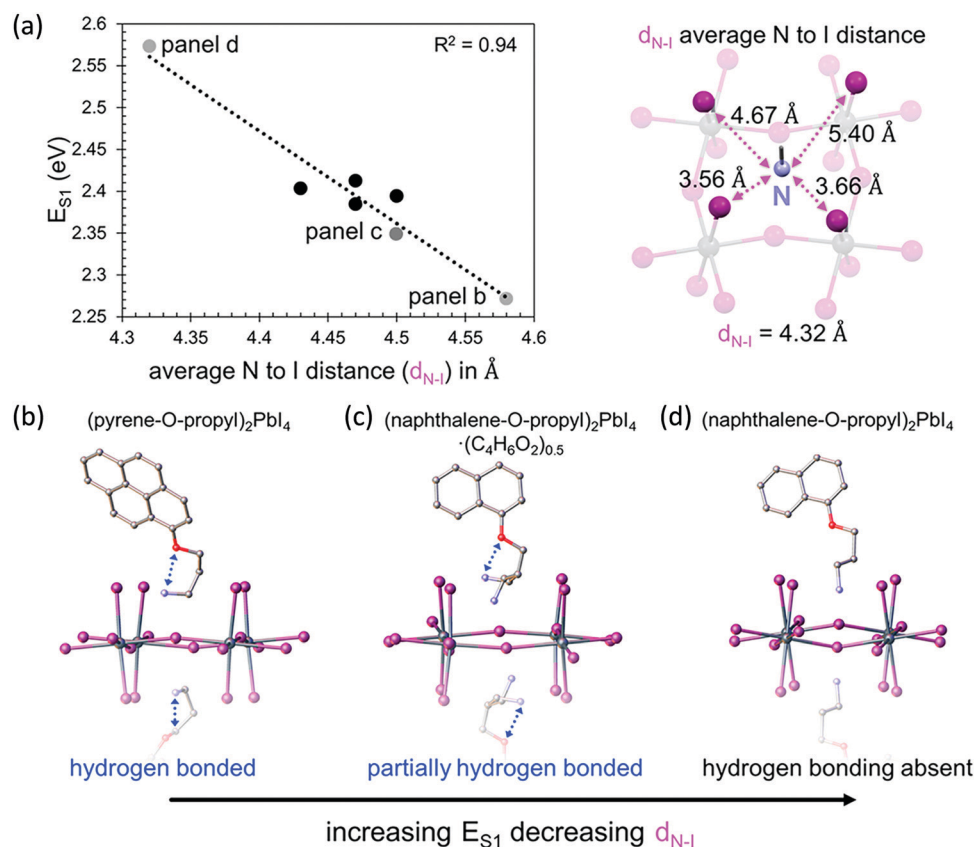 (a)
2.6
2.55
2.5
2.45
2.4
2.35
2.3
2.25
E_S1 (eV)
panel d
R² = 0.94
panel c
panel b
4.3 4.35 4.4 4.45 4.5 4.55 4.6
average N to I distance (d_N-I) in Å
d_N-I average N to I distance
4.67 Å
5.40 Å
3.56 Å
3.66 Å
N
d_N-I = 4.32 Å
(b)
(pyrene-O-propyl)₂PbI₄
hydrogen bonded
(c)
(naphthalene-O-propyl)₂PbI₄
·(C₄H₆O₂)₀.₅
partially hydrogen bonded
(d)
(naphthalene-O-propyl)₂PbI₄
hydrogen bonding absent
increasing E_S1 decreasing d_N-I